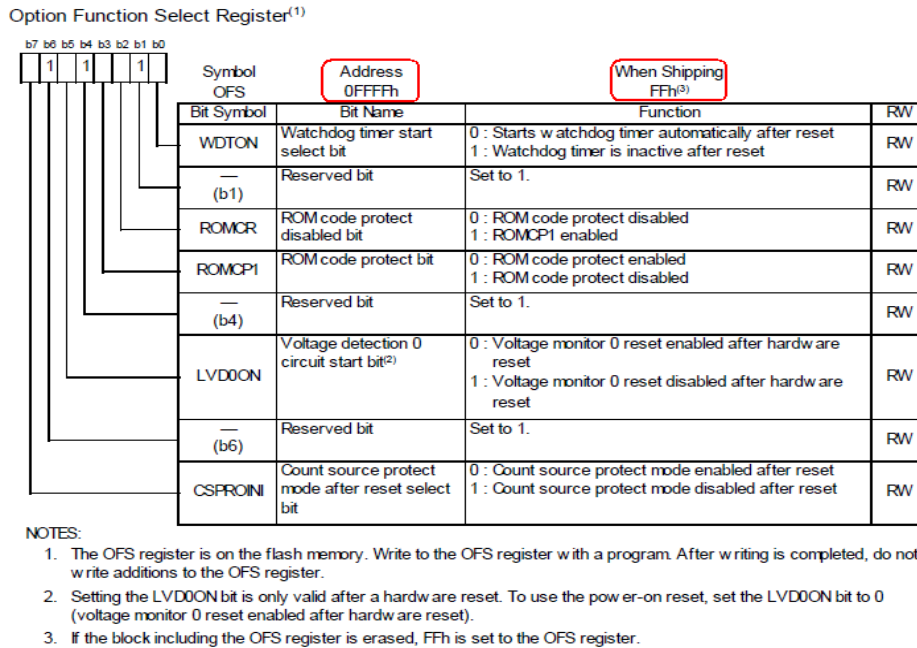 Option Function Select Register(1)
b7 b6 b5 b4 b3 b2 b1 b0
1 1 1
Symbol Address When Shipping
OFS 0FFFFh FFh(3)
Bit Symbol Bit Name Function RW
WDTON Watchdog timer start select bit 0 : Starts watchdog timer automatically after reset
1 : Watchdog timer is inactive after reset RW
— (b1) Reserved bit Set to 1. RW
ROMCR ROM code protect disabled bit 0 : ROM code protect disabled
1 : ROMCP1 enabled RW
ROMCP1 ROM code protect bit 0 : ROM code protect enabled
1 : ROM code protect disabled RW
— (b4) Reserved bit Set to 1. RW
LVD0ON Voltage detection 0 circuit start bit(2) 0 : Voltage monitor 0 reset enabled after hardware reset
1 : Voltage monitor 0 reset disabled after hardware reset RW
— (b6) Reserved bit Set to 1. RW
CSPROINI Count source protect mode after reset select bit 0 : Count source protect mode enabled after reset
1 : Count source protect mode disabled after reset RW
NOTES:
1. The OFS register is on the flash memory. Write to the OFS register with a program. After writing is completed, do not
write additions to the OFS register.
2. Setting the LVD0ON bit is only valid after a hardware reset. To use the power-on reset, set the LVD0ON bit to 0
(voltage monitor 0 reset enabled after hardware reset).
3. If the block including the OFS register is erased, FFh is set to the OFS register.